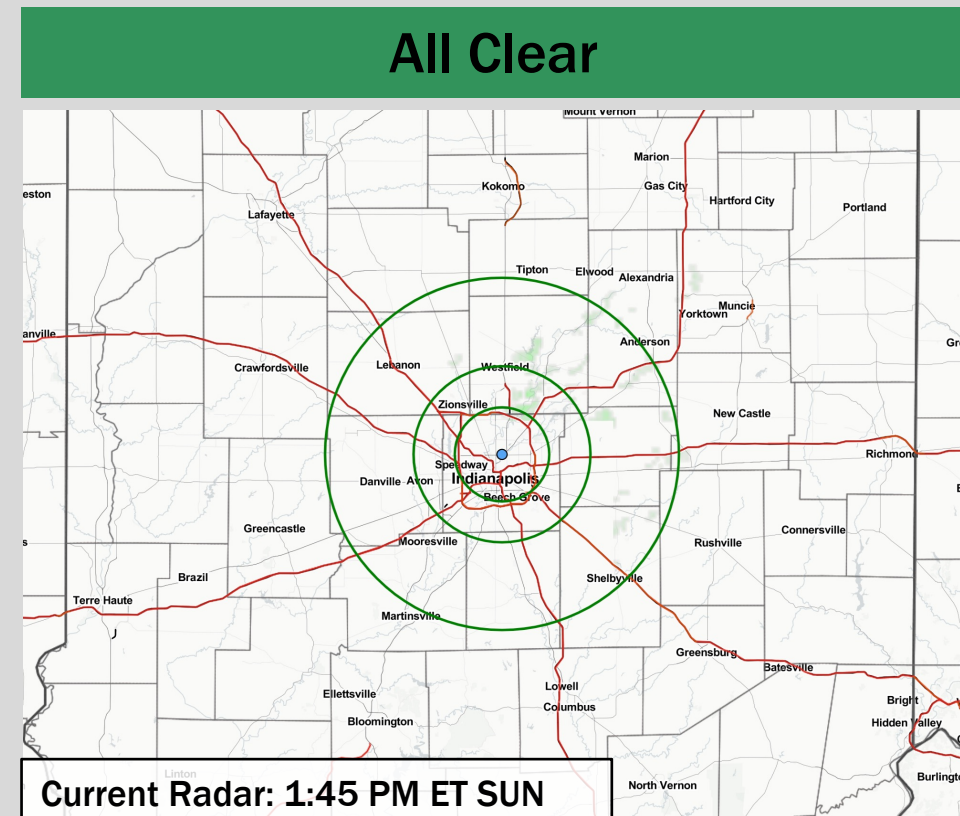 All Clear
Mount Vernon
Marion
Kokomo
Gas City
eston
Hartford City
Portland
Lafayette
Tipton
Elwood
Alexandria
Muncie
Yorktown
anville
Anderson
Gr
Lebanon
Westfield
Crawfordsville
Zionsville
New Castle
Richmond
Speedway
Indianapolis
Danville
Avon
Beech Grove
Greencastle
Connersville
Mooresville
Rushville
s
Brazil
Shelbyville
Terre Haute
Martinsville
Greensburg
Batesville
Ellettsville
Lowell
Bright
Columbus
Bloomington
Hidden Valley
Linton
Burlingt
North Vernon
Current Radar: 1:45 PM ET SUN